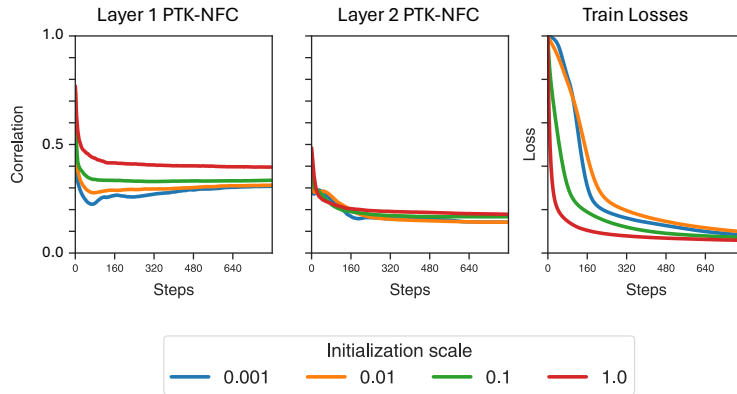 Layer 1 PTK-NFC Layer 2 PTK-NFC Train Losses
1.0
0.5
0.0
Correlation
Loss
0 160 320 480 640 0 160 320 480 640 0 160 320 480 640
Steps Steps Steps
Initialization scale
0.001 0.01 0.1 1.0